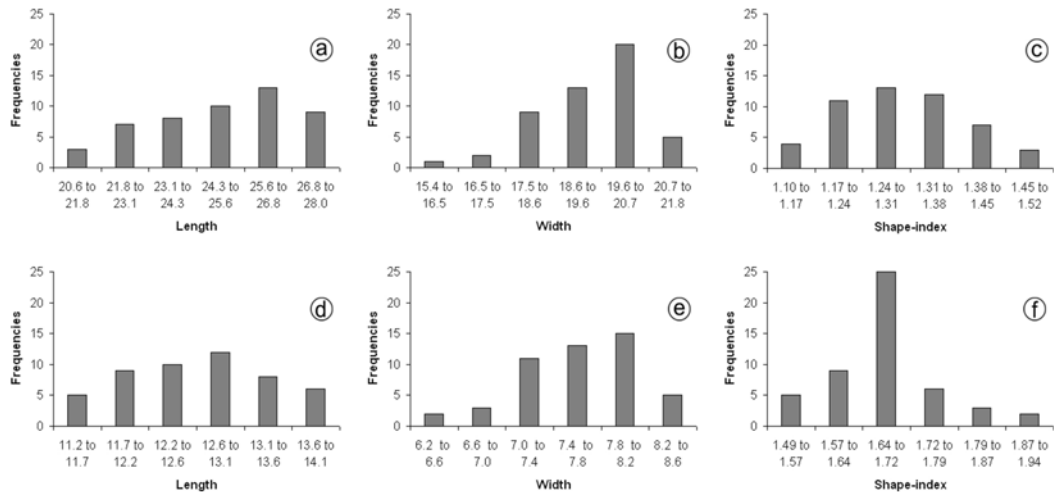 25
20
15
10
5
0
Frequencies
a
20.6 to 21.8 to 23.1 to 24.3 to 25.6 to 26.8 to
21.8 23.1 24.3 25.6 26.8 28.0
Length
25
20
15
10
5
0
Frequencies
b
15.4 to 16.5 to 17.5 to 18.6 to 19.6 to 20.7 to
16.5 17.5 18.6 19.6 20.7 21.8
Width
25
20
15
10
5
0
Frequencies
c
1.10 to 1.17 to 1.24 to 1.31 to 1.38 to 1.45 to
1.17 1.24 1.31 1.38 1.45 1.52
Shape-index
25
20
15
10
5
0
Frequencies
d
11.2 to 11.7 to 12.2 to 12.6 to 13.1 to 13.6 to
11.7 12.2 12.6 13.1 13.6 14.1
Length
25
20
15
10
5
0
Frequencies
e
6.2 to 6.6 to 7.0 to 7.4 to 7.8 to 8.2 to
6.6 7.0 7.4 7.8 8.2 8.6
Width
25
20
15
10
5
0
Frequencies
f
1.49 to 1.57 to 1.64 to 1.72 to 1.79 to 1.87 to
1.57 1.64 1.72 1.79 1.87 1.94
Shape-index